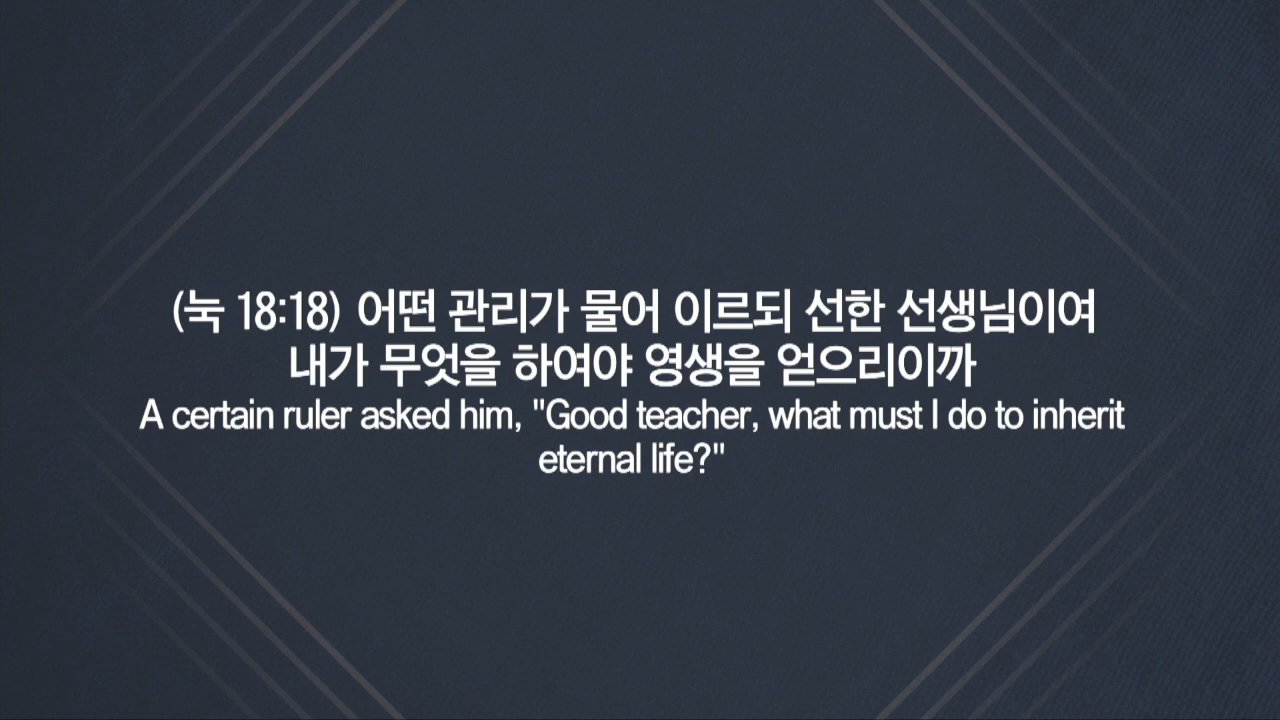 (눅 18:18) 어떤 관리가 물어 이르되 선한 선생님이여
내가 무엇을 하여야 영생을 얻으리이까
A certain ruler asked him, "Good teacher, what must I do to inherit
eternal life?"